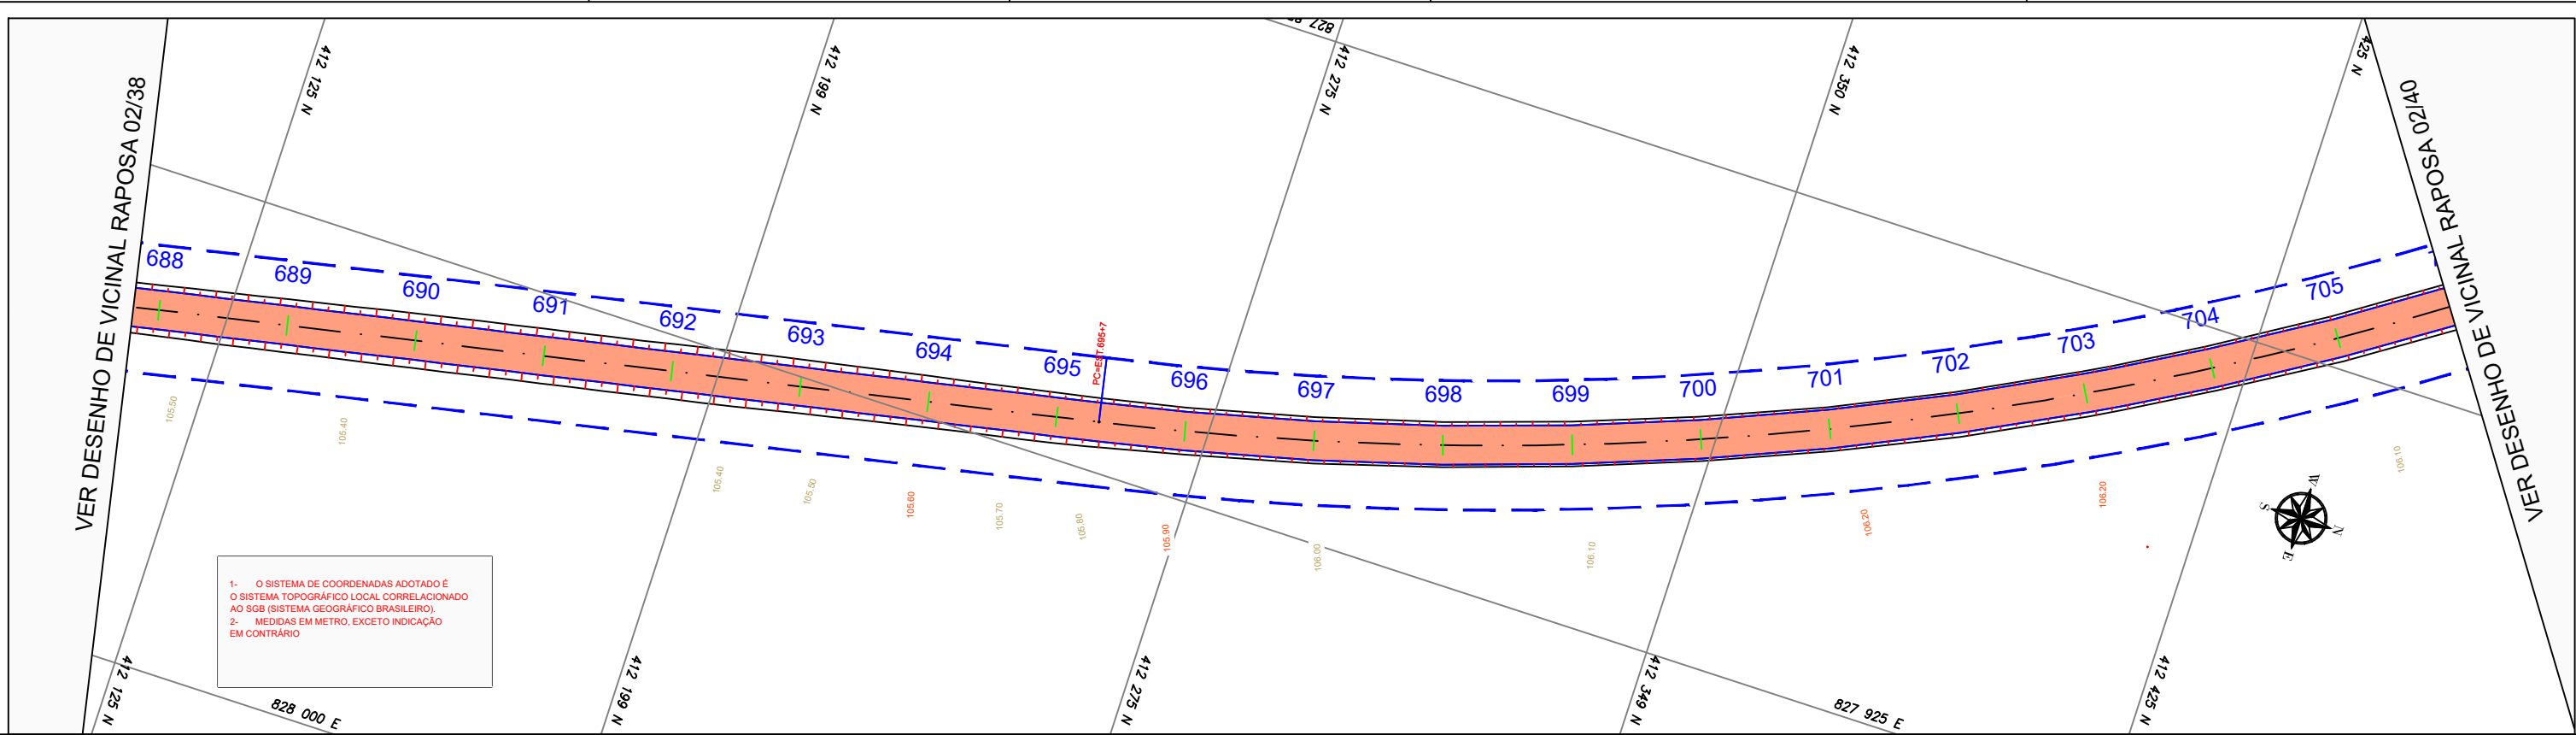 827
412 125 N
412 199 N
412 275 N
412 350 N
425 N
VER DESENHO DE VICINAL RAPOSA 02/38
VER DESENHO DE VICINAL RAPOSA 02/40
688
689
690
691
692
693
694
695
696
697
698
699
700
701
702
703
704
705
PC=EST.695+7
105.50
105.40
105.40
105.50
105.60
105.70
105.80
105.90
106.00
106.10
106.20
106.20
106.10
W
S
N
E
1- O SISTEMA DE COORDENADAS ADOTADO É
O SISTEMA TOPOGRÁFICO LOCAL CORRELACIONADO
AO SGB (SISTEMA GEOGRÁFICO BRASILEIRO).
2- MEDIDAS EM METRO, EXCETO INDICAÇÃO
EM CONTRÁRIO
412 125 N
412 199 N
412 275 N
412 349 N
412 425 N
828 000 E
827 925 E